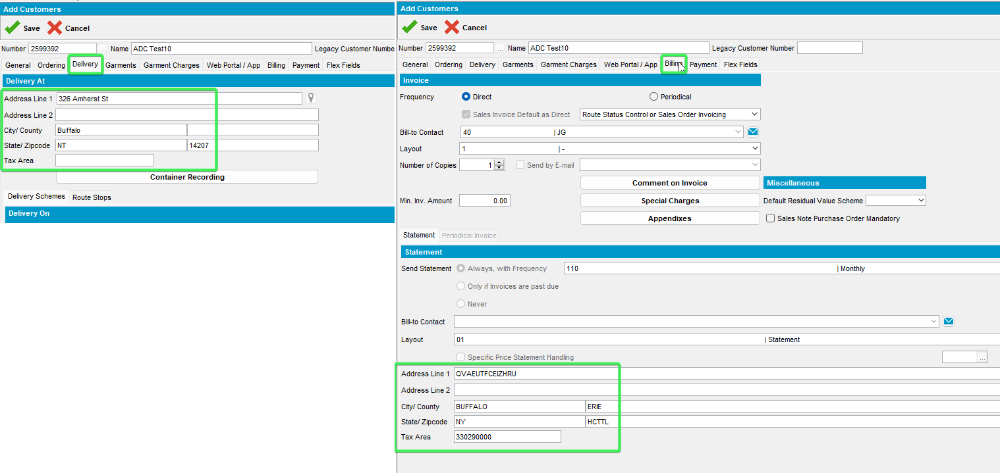 Add Customers
Save Cancel
Number 2599392 ... Name ADC Test10 Legacy Customer Numbe
General Ordering Delivery Garments Garment Charges Web Portal / App Billing Payment Flex Fields
Delivery At
Address Line 1 326 Amherst St
Address Line 2
City/ County Buffalo
State/ Zipcode NT 14207
Tax Area
Container Recording
Delivery Schemes Route Stops
Delivery On
Add Customers
Save Cancel
Number 2599392 ... Name ADC Test10 Legacy Customer Number
General Ordering Delivery Garments Garment Charges Web Portal / App Billing Payment Flex Fields
Invoice
Frequency Direct Periodical
Sales Invoice Default as Direct Route Status Control or Sales Order Invoicing
Bill-to Contact 40 | JG
Layout 1 | -
Number of Copies 1 Send by E-mail
Comment on Invoice Miscellaneous
Min. Inv. Amount 0.00 Special Charges Default Residual Value Scheme
Appendixes Sales Note Purchase Order Mandatory
Statement Periodical Invoice
Statement
Send Statement Always, with Frequency 110 | Monthly
Only if Invoices are past due
Never
Bill-to Contact
Layout 01 | Statement
Specific Price Statement Handling ...
Address Line 1 QVAEUTFCEIZHRU
Address Line 2
City/ County BUFFALO ERIE
State/ Zipcode NY HCTTL
Tax Area 330290000